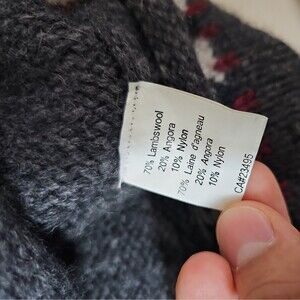 70% Lambswool
20% Angora
10% Nylon
70% Laine d'agneau
20% Angora
10% Nylon
CA#23495